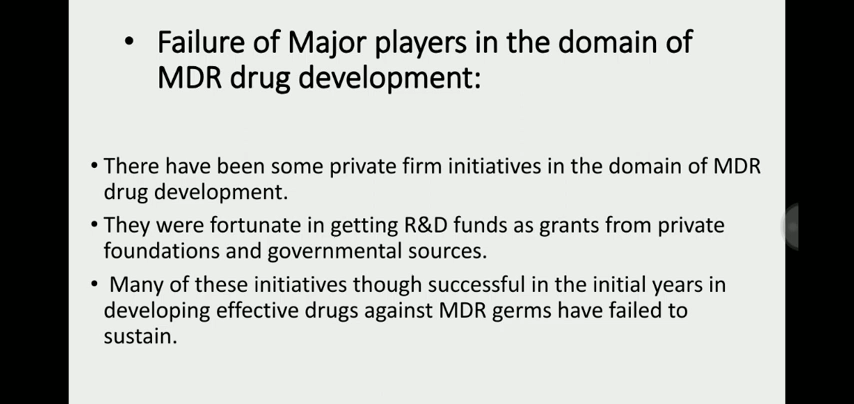 • Failure of Major players in the domain of
MDR drug development:
• There have been some private firm initiatives in the domain of MDR
drug development.
• They were fortunate in getting R&D funds as grants from private
foundations and governmental sources.
• Many of these initiatives though successful in the initial years in
developing effective drugs against MDR germs have failed to
sustain.